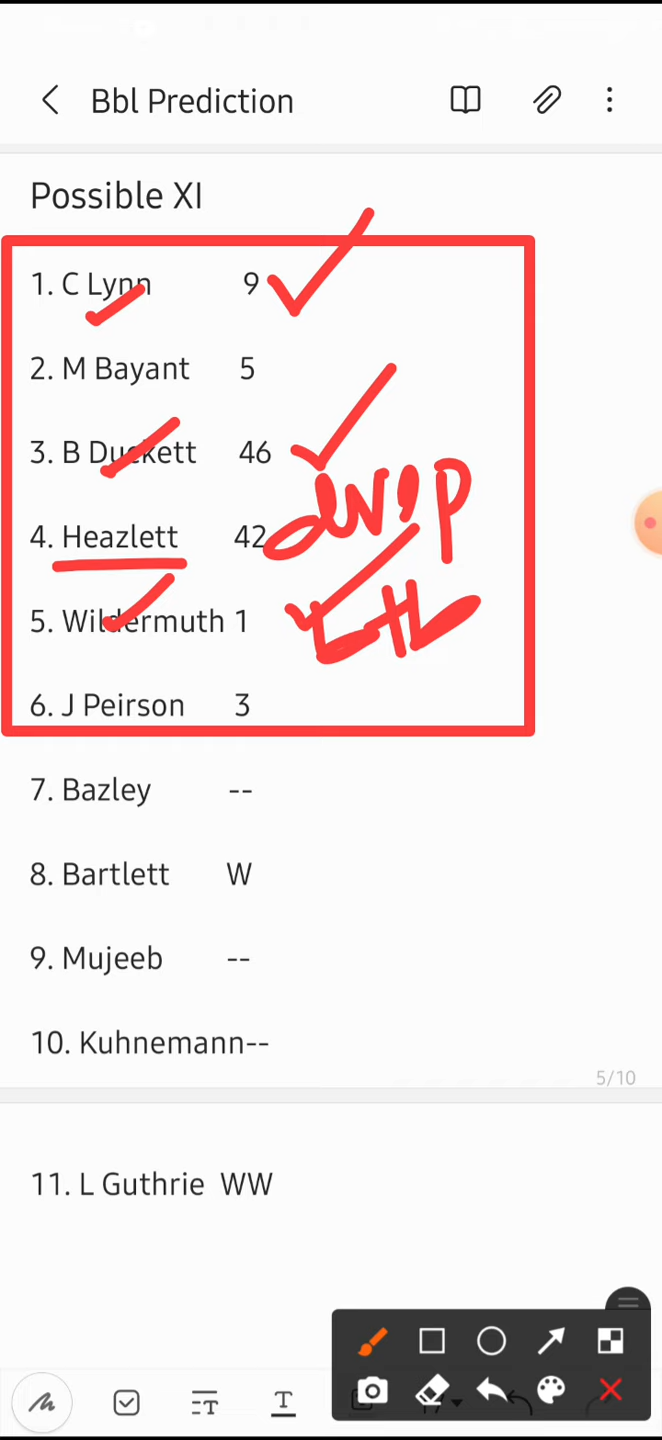 Bbl Prediction
Possible XI
1. C Lynn 9
2. M Bayant 5
3. B Duckett 46
4. Heazlett 42
drop
5. Wildermuth 1
6. J Peirson 3
7. Bazley --
8. Bartlett W
9. Mujeeb --
10. Kuhnemann--
5/10
11. L Guthrie WW